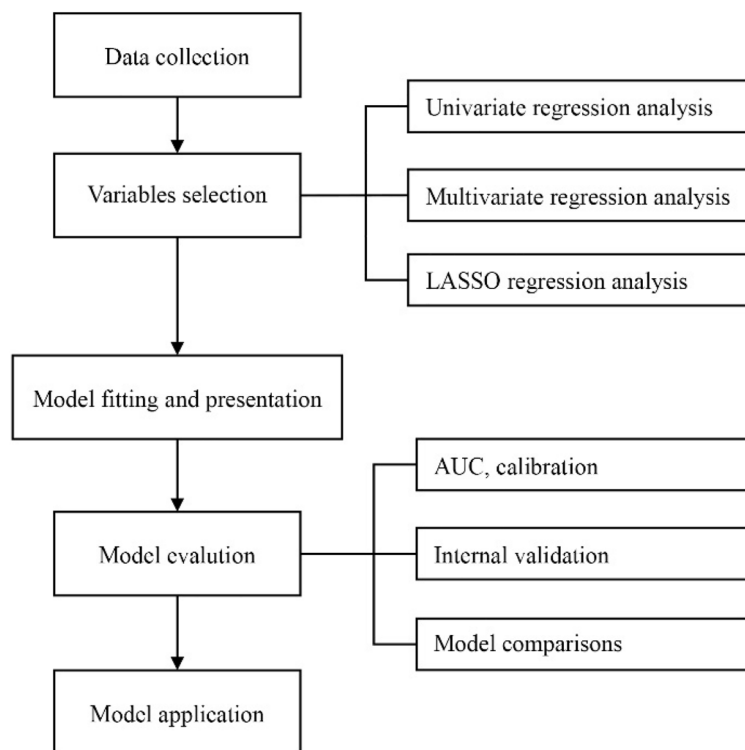 Data collection
Univariate regression analysis
Variables selection
Multivariate regression analysis
LASSO regression analysis
Model fitting and presentation
AUC, calibration
Model evalution
Internal validation
Model comparisons
Model application